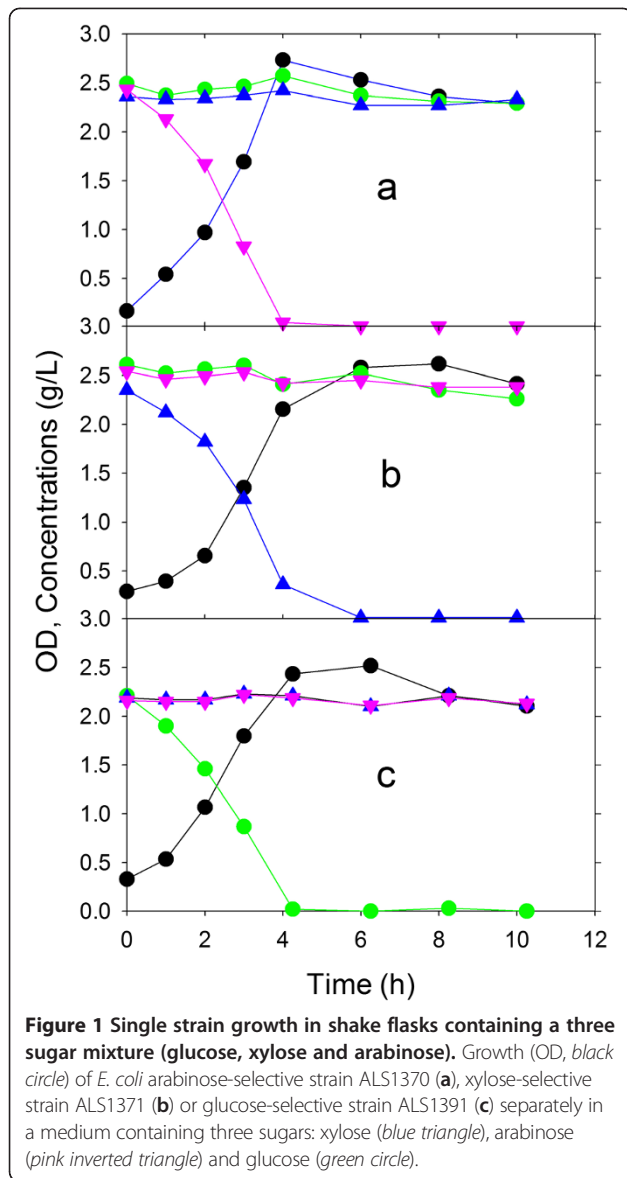 3.0
2.5
2.0
1.5
1.0
0.5
a
3.0
2.5
2.0
1.5
1.0
0.5
b
3.0
2.5
2.0
1.5
1.0
0.5
0.0
c
OD, Concentrations (g/L)
0 2 4 6 8 10 12
Time (h)
Figure 1 Single strain growth in shake flasks containing a three
sugar mixture (glucose, xylose and arabinose). Growth (OD, black
circle) of E. coli arabinose-selective strain ALS1370 (a), xylose-selective
strain ALS1371 (b) or glucose-selective strain ALS1391 (c) separately in
a medium containing three sugars: xylose (blue triangle), arabinose
(pink inverted triangle) and glucose (green circle).